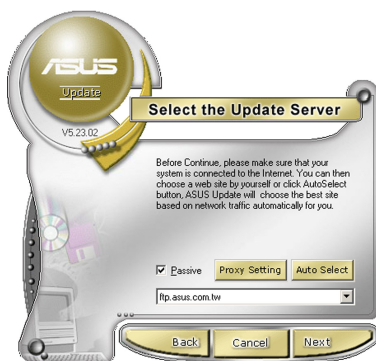 ASUS
Update
V5.23.02
Select the Update Server
Before Continue, please make sure that your
system is connected to the Internet. You can then
choose a web site by yourself or click AutoSelect
button, ASUS Update will choose the best site
based on network traffic automatically for you.
Passive
Proxy Setting
Auto Select
ftp.asus.com.tw
Back
Cancel
Next